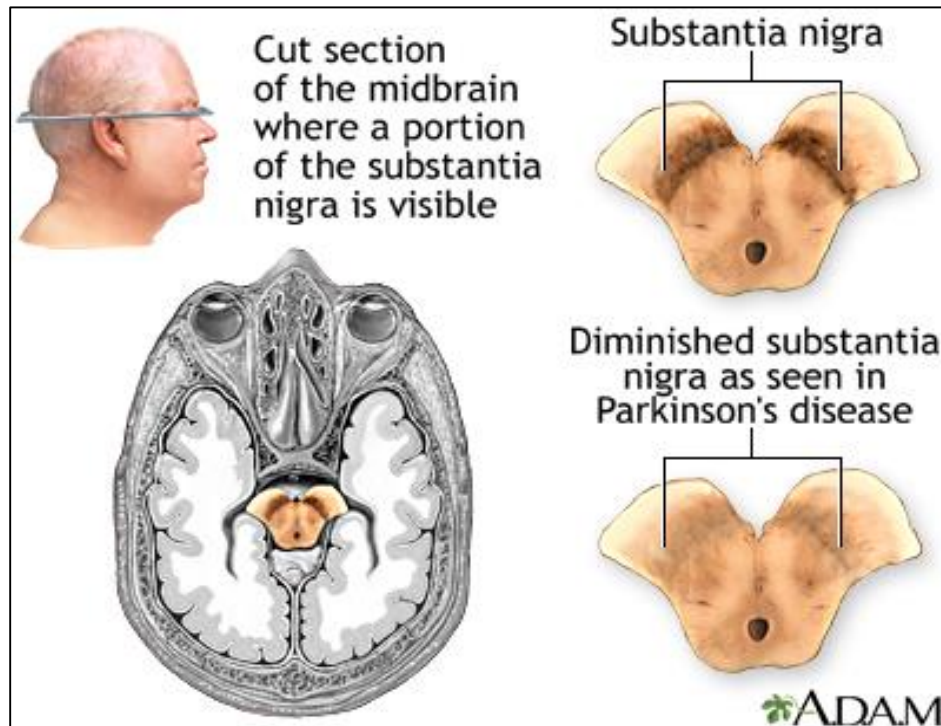 Cut section
of the midbrain
where a portion
of the substantia
nigra is visible
Substantia nigra
Diminished substantia
nigra as seen in
Parkinson's disease
A.D.A.M.